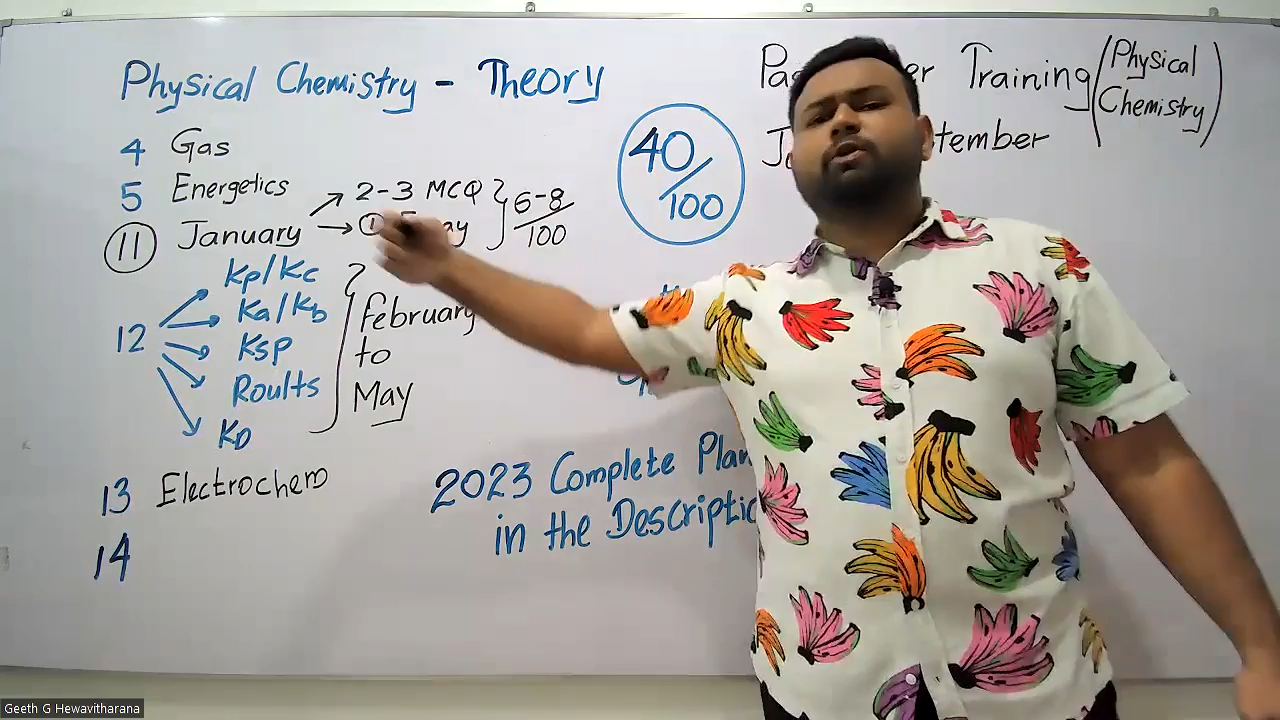 Physical Chemistry - Theory
4 Gas
5 Energetics
11 January
2-3 MCQ
1
6-8
100
12
Kp/Kc
Ka/Kb
Ksp
Roults
KD
February
to
May
13 Electrochem
14
40/100
Training (Physical Chemistry)
2023 Complete Plan
in the
Geeth G Hewavitharana